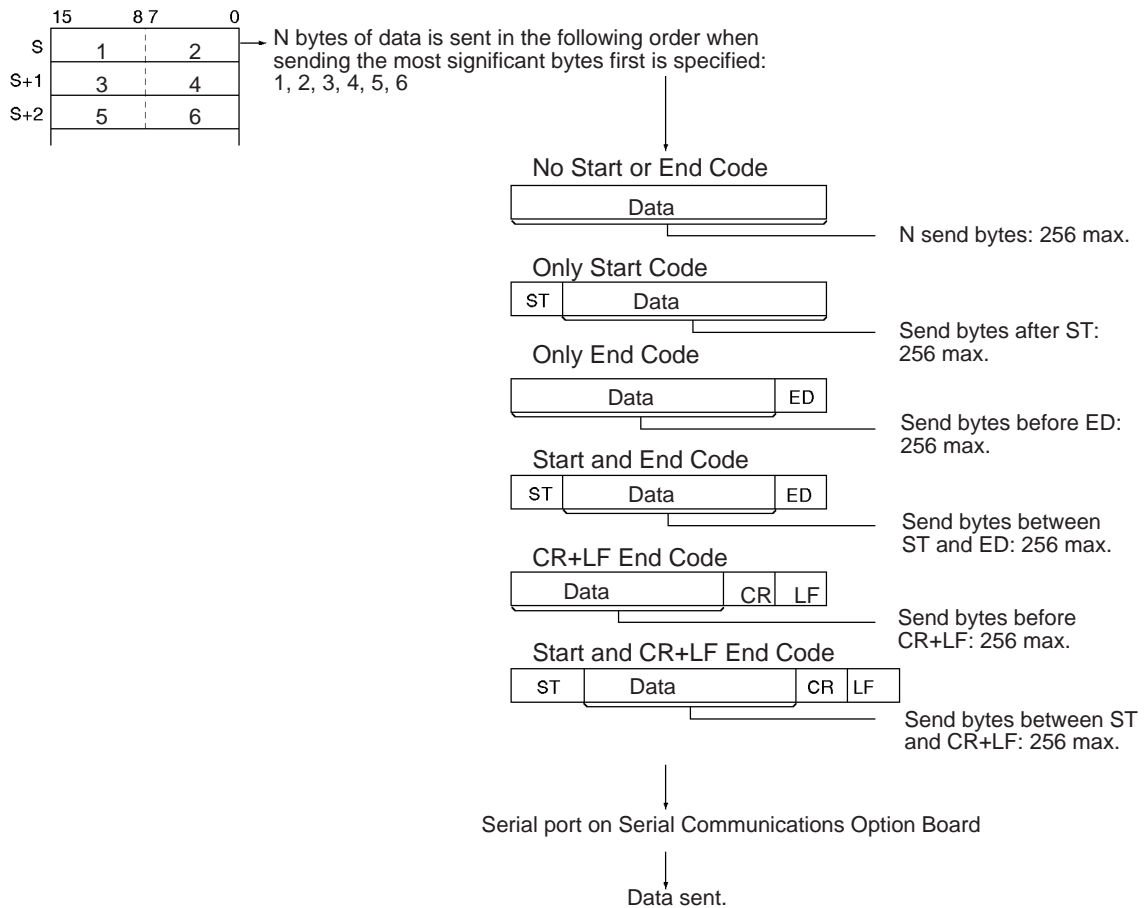 15 8 7 0
S 1 2
S+1 3 4
S+2 5 6
N bytes of data is sent in the following order when
sending the most significant bytes first is specified:
1, 2, 3, 4, 5, 6
No Start or End Code
Data
N send bytes: 256 max.
Only Start Code
ST Data
Send bytes after ST:
256 max.
Only End Code
Data ED
Send bytes before ED:
256 max.
Start and End Code
ST Data ED
Send bytes between
ST and ED: 256 max.
CR+LF End Code
Data CR LF
Send bytes before
CR+LF: 256 max.
Start and CR+LF End Code
ST Data CR LF
Send bytes between ST
and CR+LF: 256 max.
Serial port on Serial Communications Option Board
Data sent.